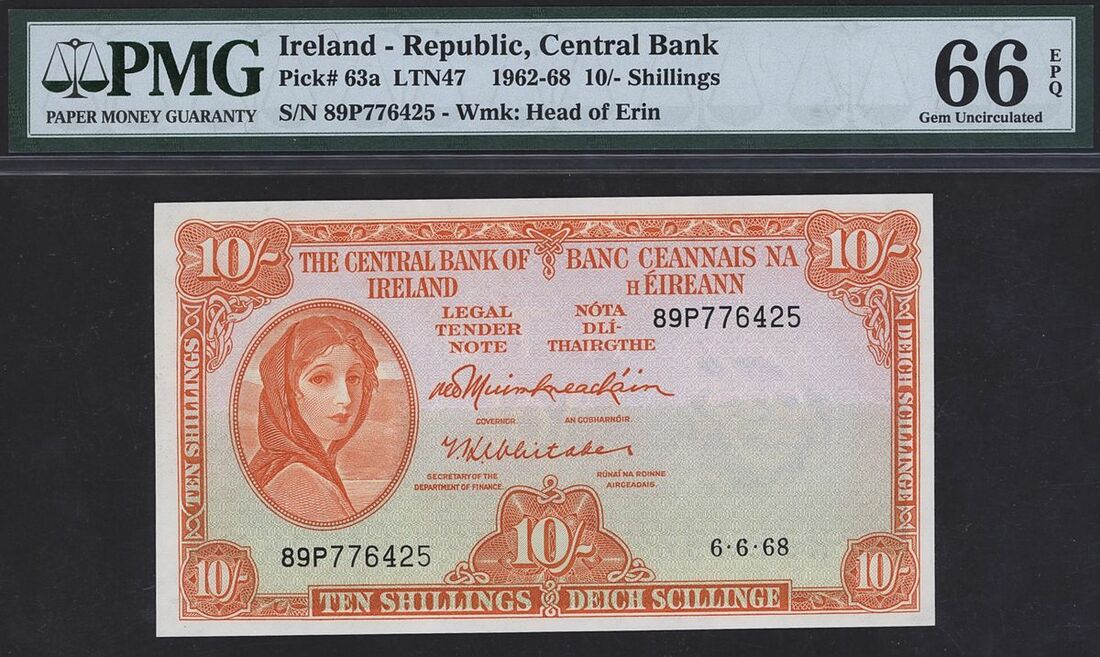 PMG
PAPER MONEY GUARANTY
Ireland - Republic, Central Bank
Pick# 63a LTN47 1962-68 10/- Shillings
S/N 89P776425 - Wmk: Head of Erin
66 EPQ
Gem Uncirculated
10/-
10/-
THE CENTRAL BANK OF
IRELAND
BANC CEANNAIS NA
H ÉIREANN
LEGAL
TENDER
NOTE
NÓTA
DLÍ-
THAIRGTHE
89P776425
TEN SHILLINGS
DEICH SCILLINGE
GOVERNOR.
AN GOBHARNÓIR.
T.K. Whitaker
SECRETARY OF THE
DEPARTMENT OF FINANCE.
RÚNAÍ NA ROINNE
AIRGEADAIS.
89P776425
10/-
6·6·68
10/-
10/-
TEN SHILLINGS
DEICH SCILLINGE